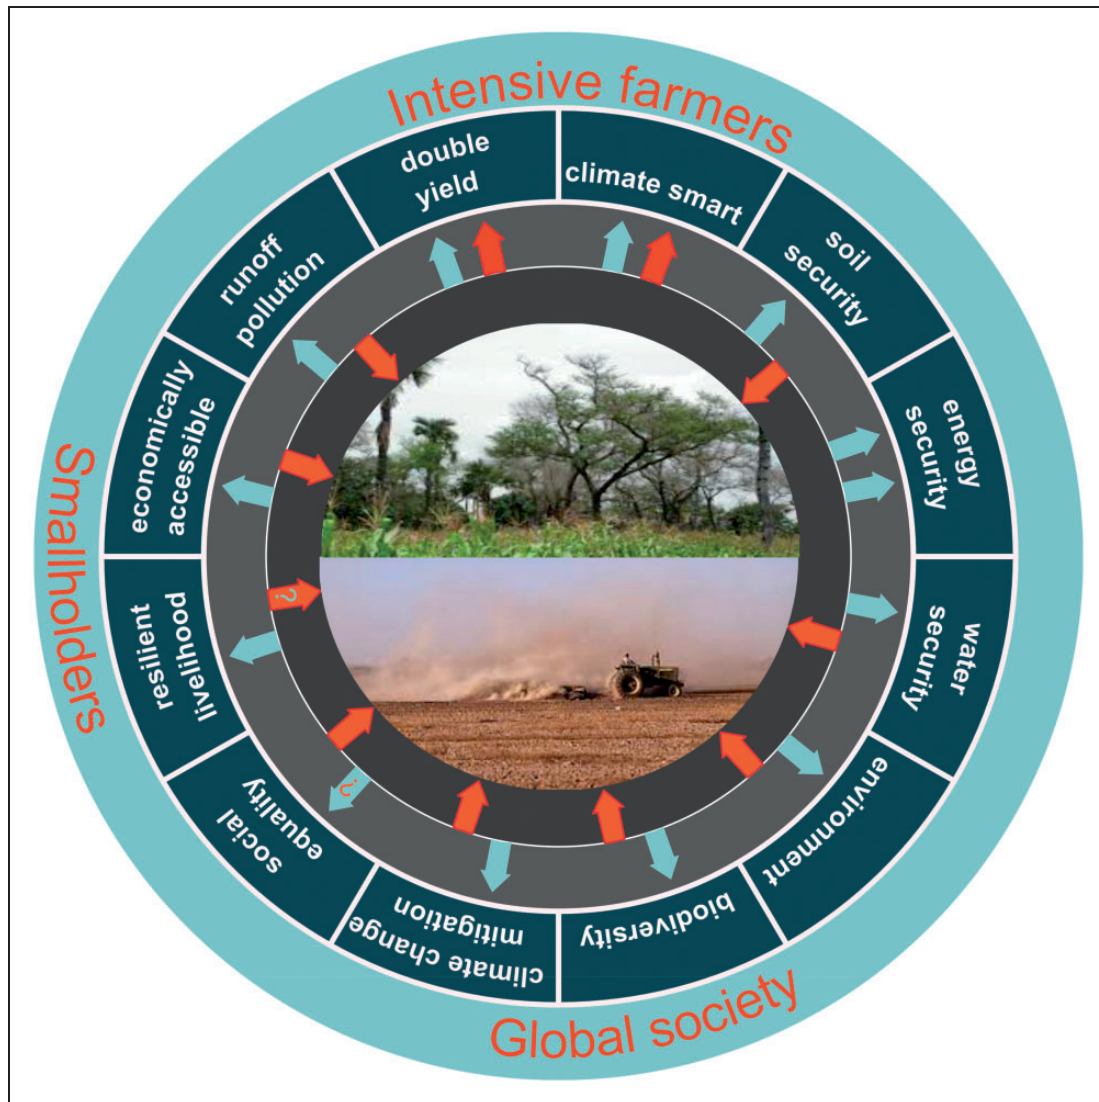 Intensive farmers
double
yield
climate smart
soil
security
energy
security
water
security
environment
biodiversity
climate change
mitigation
social
equality
resilient
livelihood
economically
accessible
runoff
pollution
Smallholders
Global society
?
?